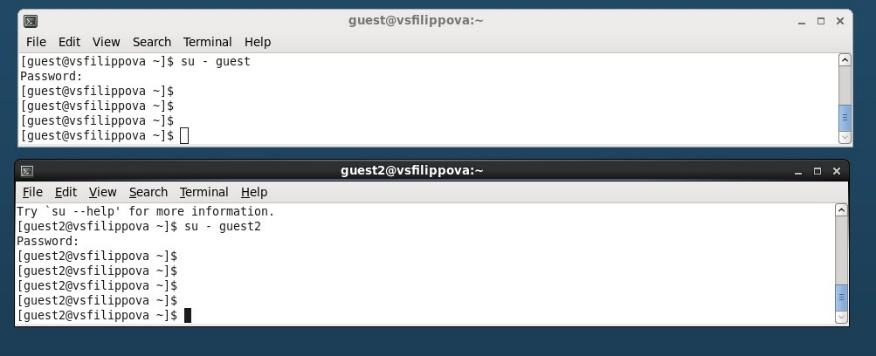 guest@vsfilippova:~
File Edit View Search Terminal Help
[guest@vsfilippova ~]$ su - guest
Password:
[guest@vsfilippova ~]$
[guest@vsfilippova ~]$
[guest@vsfilippova ~]$
[guest@vsfilippova ~]$
guest2@vsfilippova:~
File Edit View Search Terminal Help
Try `su --help' for more information.
[guest2@vsfilippova ~]$ su - guest2
Password:
[guest2@vsfilippova ~]$
[guest2@vsfilippova ~]$
[guest2@vsfilippova ~]$
[guest2@vsfilippova ~]$
[guest2@vsfilippova ~]$